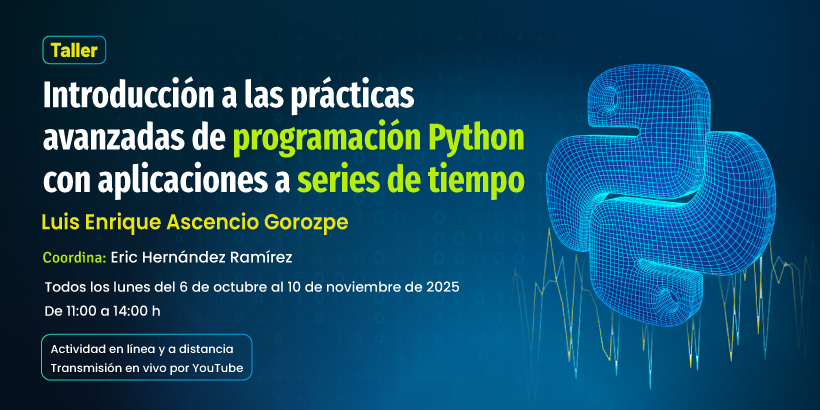 Taller
Introducción a las prácticas
avanzadas de programación Python
con aplicaciones a series de tiempo
Luis Enrique Ascencio Gorozpe
Coordina: Eric Hernández Ramírez
Todos los lunes del 6 de octubre al 10 de noviembre de 2025
De 11:00 a 14:00 h
Actividad en línea y a distancia
Transmisión en vivo por YouTube